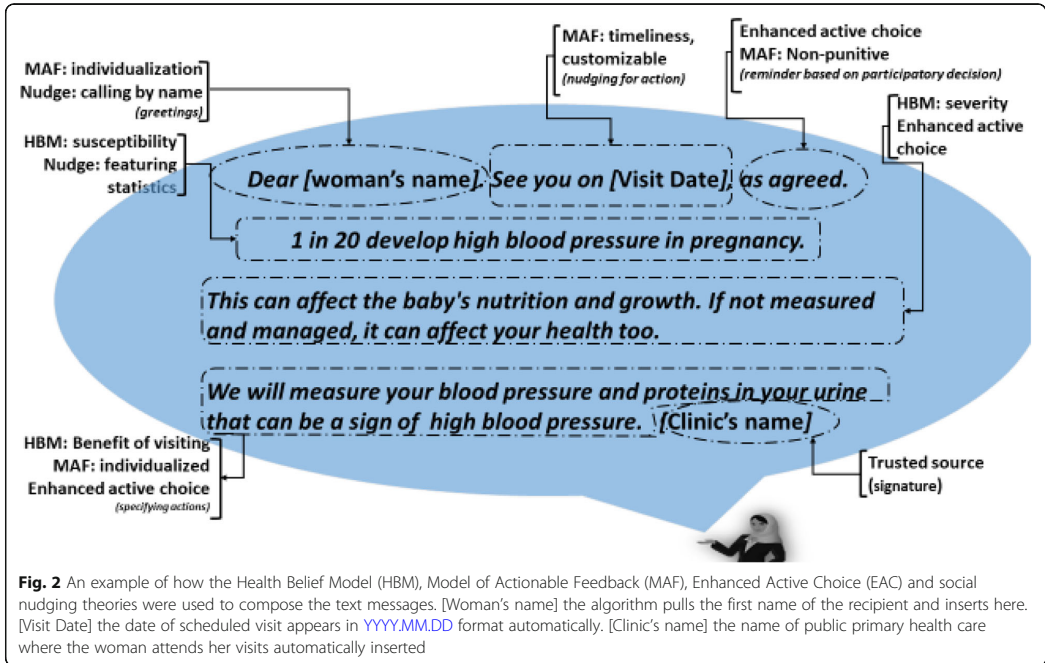 MAF: individualization
Nudge: calling by name
(greetings)
MAF: timeliness,
customizable
(nudging for action)
Enhanced active choice
MAF: Non-punitive
(reminder based on participatory decision)
HBM: susceptibility
Nudge: featuring
statistics
HBM: severity
Enhanced active
choice
Dear [woman's name]. See you on [Visit Date], as agreed.
1 in 20 develop high blood pressure in pregnancy.
This can affect the baby's nutrition and growth. If not measured
and managed, it can affect your health too.
We will measure your blood pressure and proteins in your urine
that can be a sign of high blood pressure. [Clinic's name]
HBM: Benefit of visiting
MAF: individualized
Enhanced active choice
(specifying actions)
Trusted source
(signature)
Fig. 2 An example of how the Health Belief Model (HBM), Model of Actionable Feedback (MAF), Enhanced Active Choice (EAC) and social
nudging theories were used to compose the text messages. [Woman's name] the algorithm pulls the first name of the recipient and inserts here.
[Visit Date] the date of scheduled visit appears in YYYY.MM.DD format automatically. [Clinic's name] the name of public primary health care
where the woman attends her visits automatically inserted